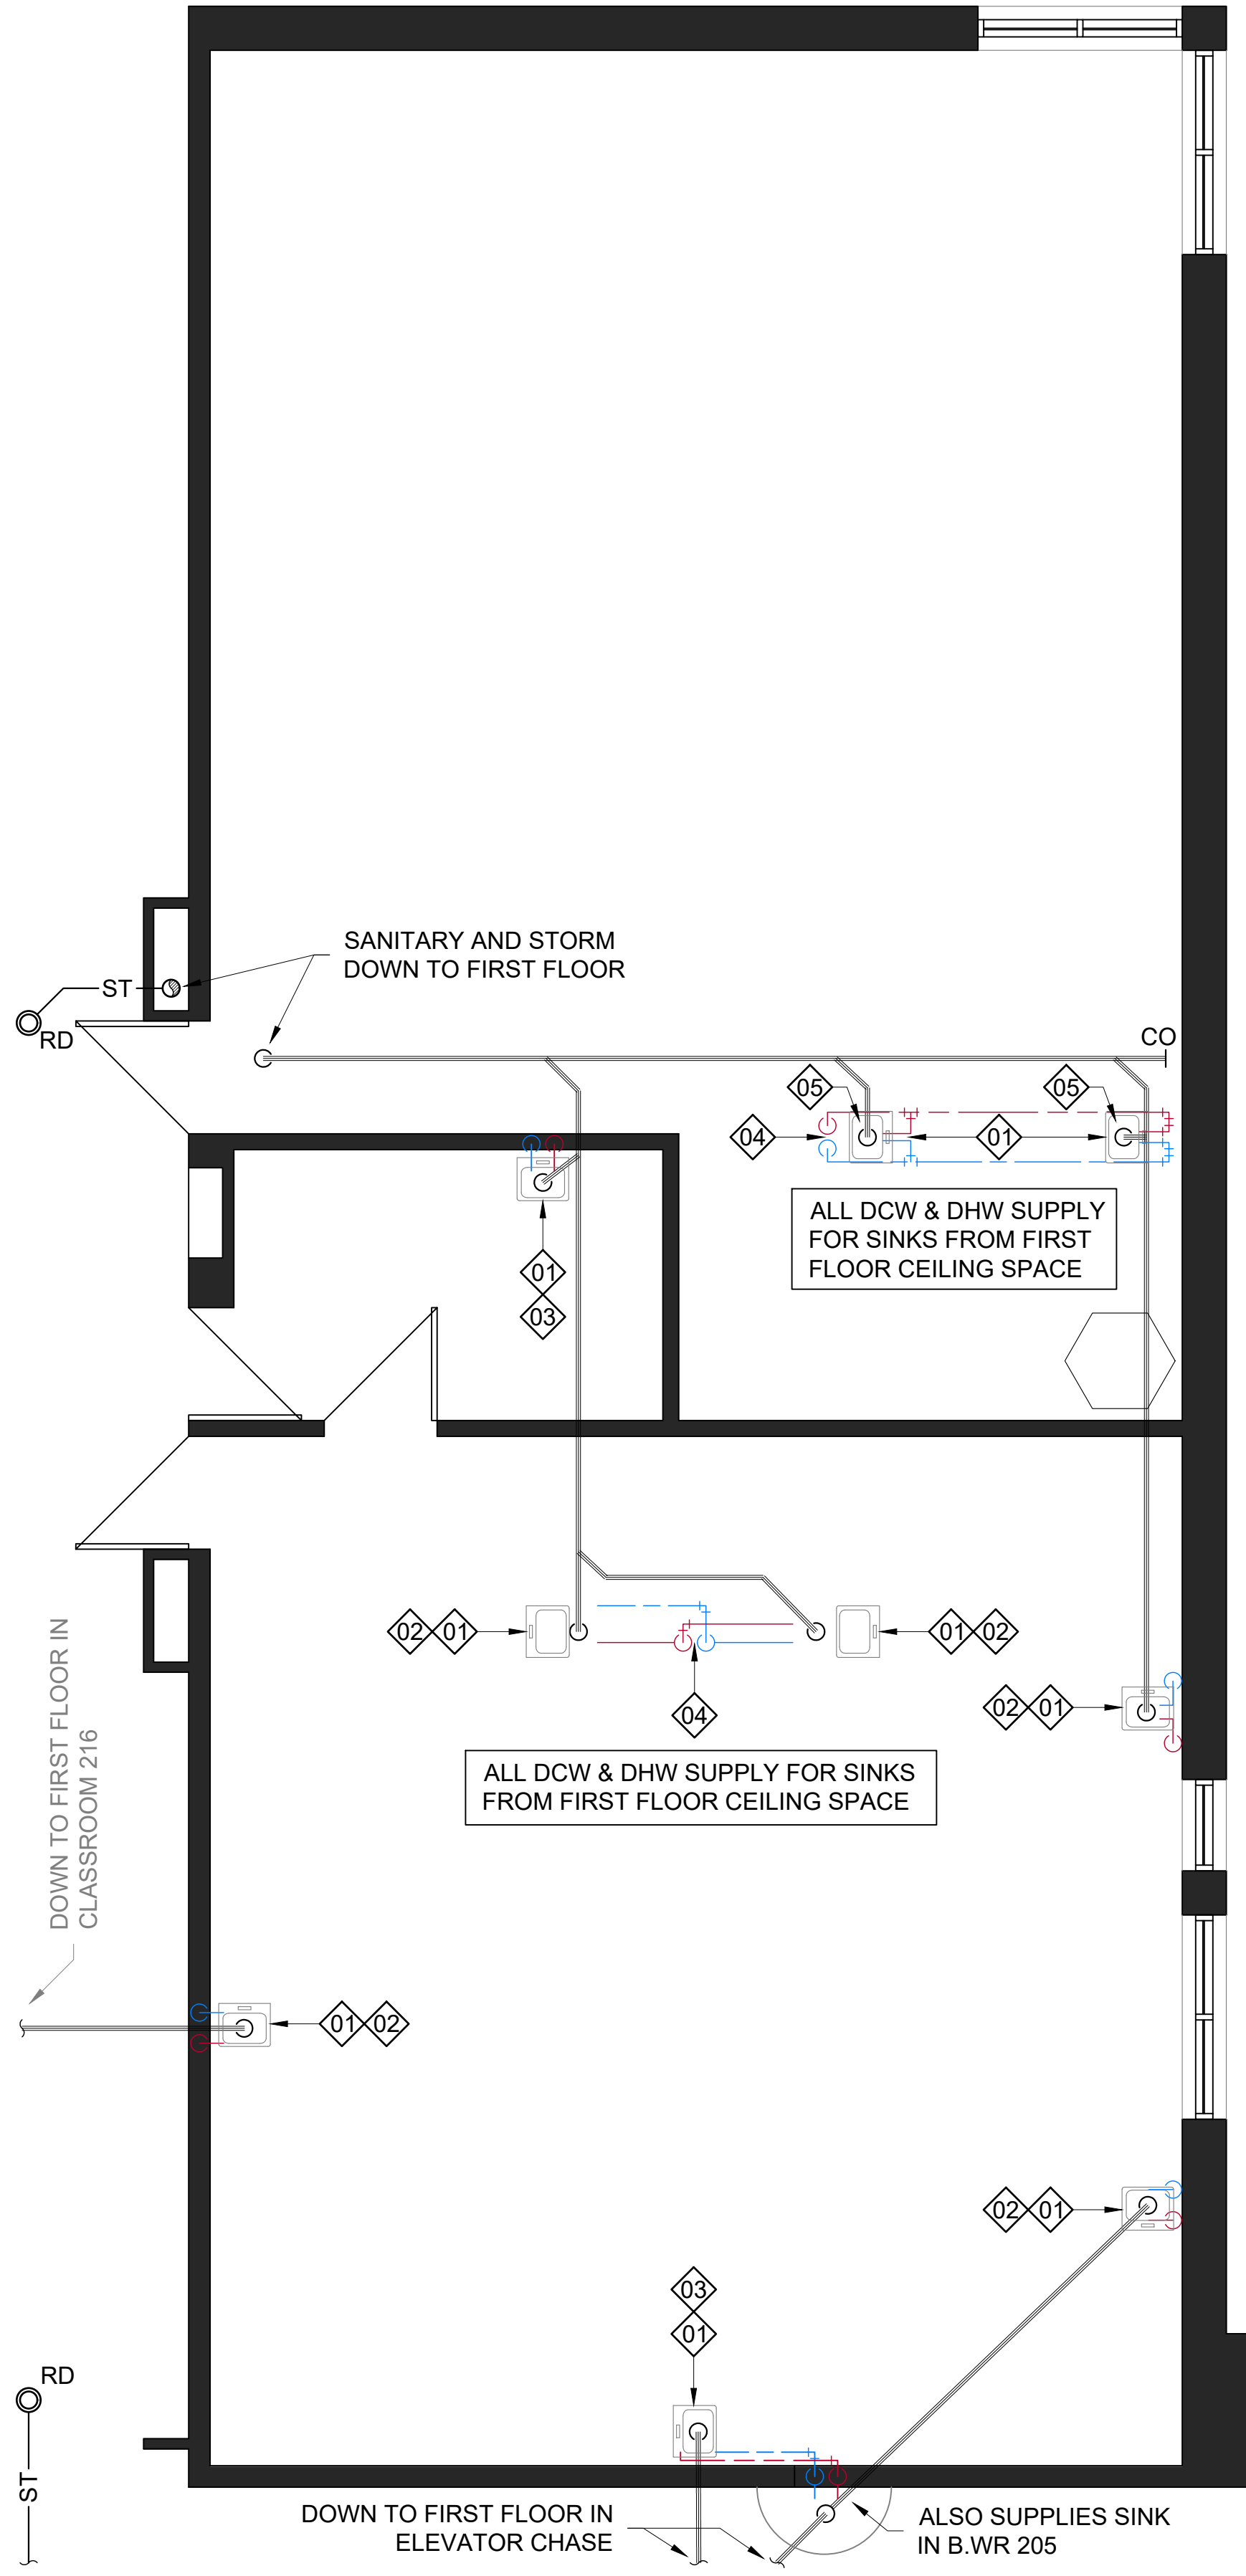 SANITARY AND STORM
DOWN TO FIRST FLOOR
ST
RD
CO
05
05
04
01
ALL DCW & DHW SUPPLY
FOR SINKS FROM FIRST
FLOOR CEILING SPACE
01
03
02 01
01 02
04
02 01
ALL DCW & DHW SUPPLY FOR SINKS
FROM FIRST FLOOR CEILING SPACE
DOWN TO FIRST FLOOR IN
CLASSROOM 216
01 02
02 01
03
01
RD
ST
DOWN TO FIRST FLOOR IN
ELEVATOR CHASE
ALSO SUPPLIES SINK
IN B.WR 205